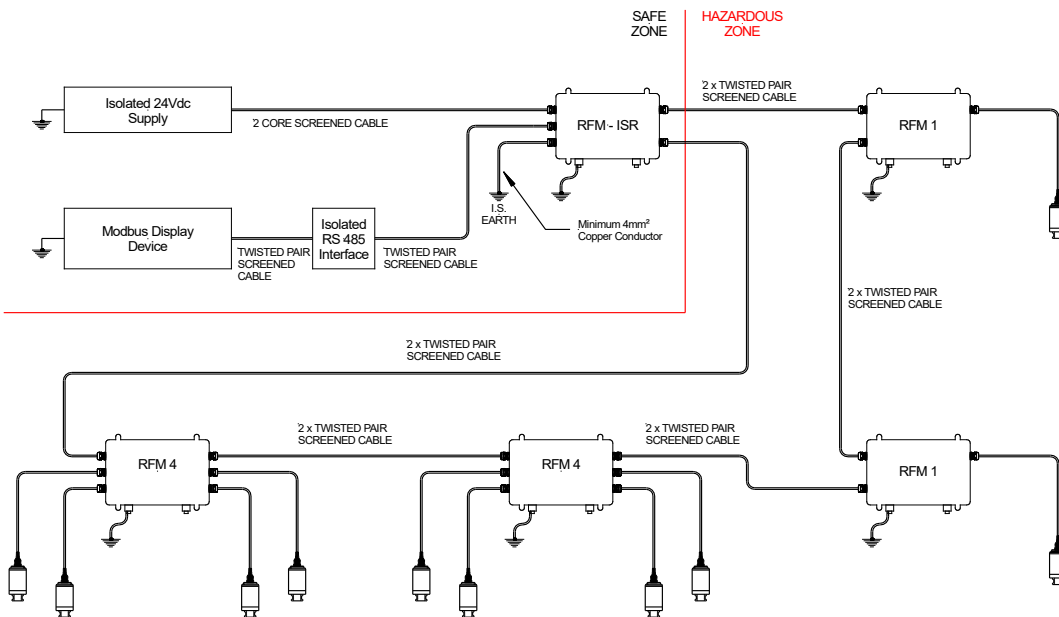 SAFE
ZONE
HAZARDOUS
ZONE
Isolated 24Vdc
Supply
2 CORE SCREENED CABLE
RFM - ISR
2 x TWISTED PAIR
SCREENED CABLE
RFM 1
I.S.
EARTH
Minimum 4mm²
Copper Conductor
Modbus Display
Device
TWISTED PAIR
SCREENED
CABLE
Isolated
RS 485
Interface
TWISTED PAIR
SCREENED CABLE
2 x TWISTED PAIR
SCREENED CABLE
2 x TWISTED PAIR
SCREENED CABLE
RFM 4
2 x TWISTED PAIR
SCREENED CABLE
RFM 4
2 x TWISTED PAIR
SCREENED CABLE
RFM 1